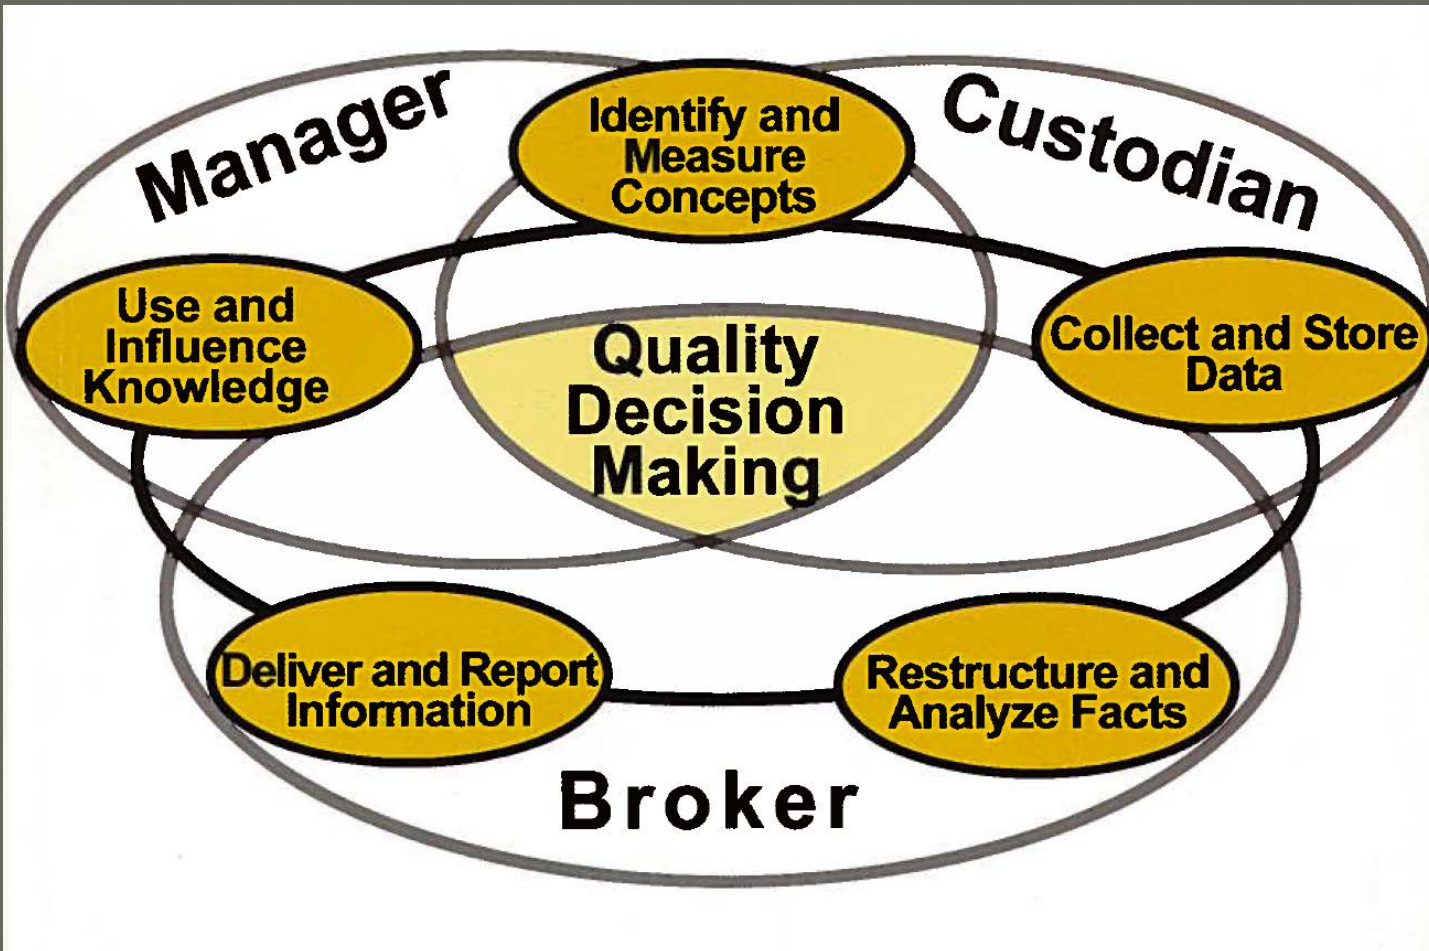 Manager
Identify and
Measure
Concepts
Custodian
Use and
Influence
Knowledge
Quality
Decision
Making
Collect and Store
Data
Deliver and Report
Information
Restructure and
Analyze Facts
Broker